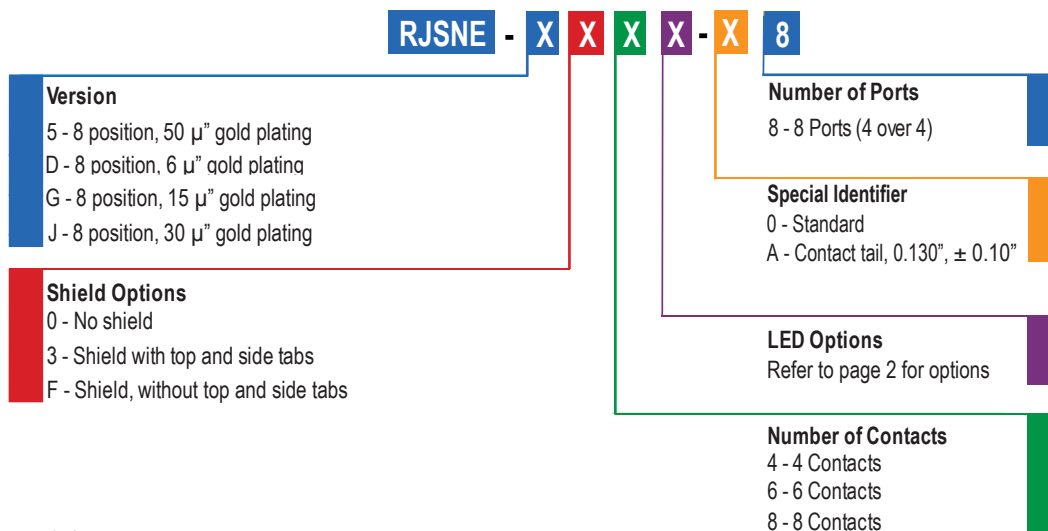 RJSNE - X X X X - X 8
Version
5 - 8 position, 50 µ” gold plating
D - 8 position, 6 µ” gold plating
G - 8 position, 15 µ” gold plating
J - 8 position, 30 µ” gold plating
Shield Options
0 - No shield
3 - Shield with top and side tabs
F - Shield, without top and side tabs
Number of Ports
8 - 8 Ports (4 over 4)
Special Identifier
0 - Standard
A - Contact tail, 0.130”, ± 0.10”
LED Options
Refer to page 2 for options
Number of Contacts
4 - 4 Contacts
6 - 6 Contacts
8 - 8 Contacts